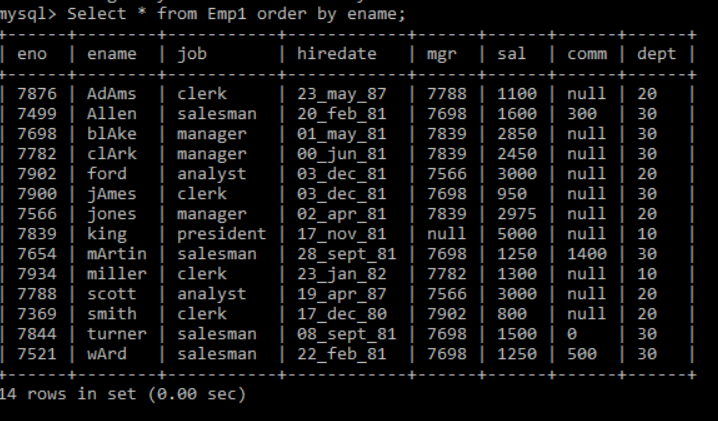 mysql> Select * from Emp1 order by ename;
+------+--------+-----------+------------+------+------+------+------+
| eno | ename | job | hiredate | mgr | sal | comm | dept |
+------+--------+-----------+------------+------+------+------+------+
| 7876 | AdAms | clerk | 23_may_87 | 7788 | 1100 | null | 20 |
| 7499 | Allen | salesman | 20_feb_81 | 7698 | 1600 | 300 | 30 |
| 7698 | blAke | manager | 01_may_81 | 7839 | 2850 | null | 30 |
| 7782 | clArk | manager | 00_jun_81 | 7839 | 2450 | null | 30 |
| 7902 | ford | analyst | 03_dec_81 | 7566 | 3000 | null | 20 |
| 7900 | jAmes | clerk | 03_dec_81 | 7698 | 950 | null | 30 |
| 7566 | jones | manager | 02_apr_81 | 7839 | 2975 | null | 20 |
| 7839 | king | president | 17_nov_81 | null | 5000 | null | 10 |
| 7654 | mArtin | salesman | 28_sept_81 | 7698 | 1250 | 1400 | 30 |
| 7934 | miller | clerk | 23_jan_82 | 7782 | 1300 | null | 10 |
| 7788 | scott | analyst | 19_apr_87 | 7566 | 3000 | null | 20 |
| 7369 | smith | clerk | 17_dec_80 | 7902 | 800 | null | 20 |
| 7844 | turner | salesman | 08_sept_81 | 7698 | 1500 | 0 | 30 |
| 7521 | wArd | salesman | 22_feb_81 | 7698 | 1250 | 500 | 30 |
+------+--------+-----------+------------+------+------+------+------+
14 rows in set (0.00 sec)